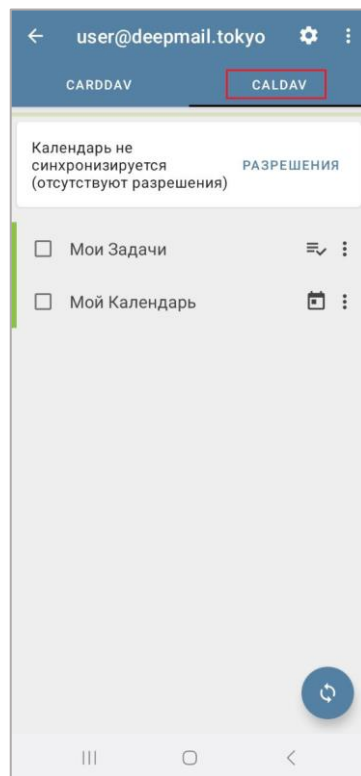 user@deepmail.tokyo
CARDDAV CALDAV
Календарь не
синхронизируется
(отсутствуют разрешения)
РАЗРЕШЕНИЯ
Мои Задачи
Мой Календарь